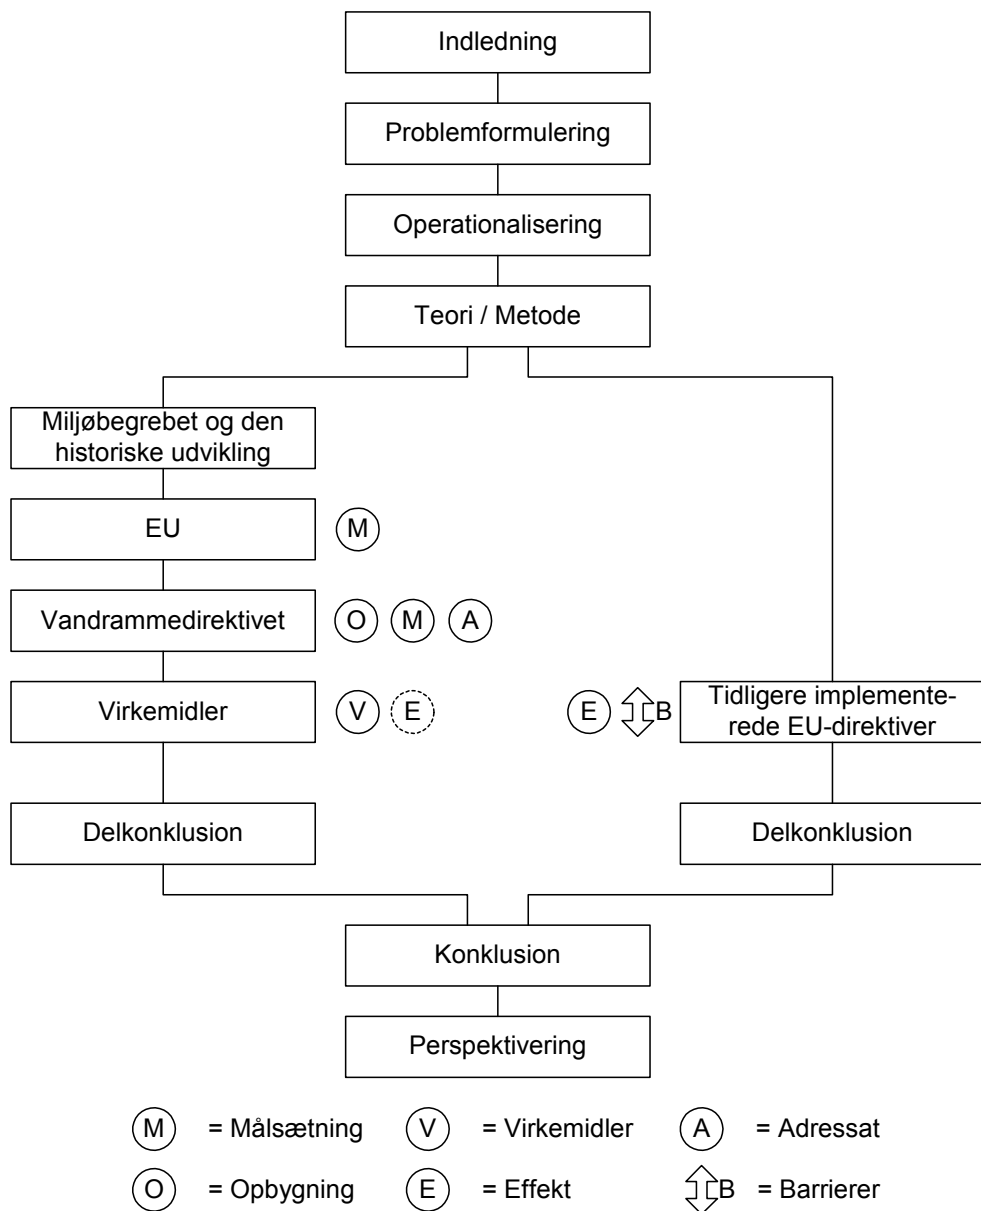 Indledning
Problemformulering
Operationalisering
Teori / Metode
Miljøbegrebet og den
historiske udvikling
EU
M
Vandrammedirektivet
O M A
Virkemidler
V E
E B
Tidligere implemente-
rede EU-direktiver
Delkonklusion
Delkonklusion
Konklusion
Perspektivering
M = Målsætning
V = Virkemidler
A = Adressat
O = Opbygning
E = Effekt
B = Barrierer